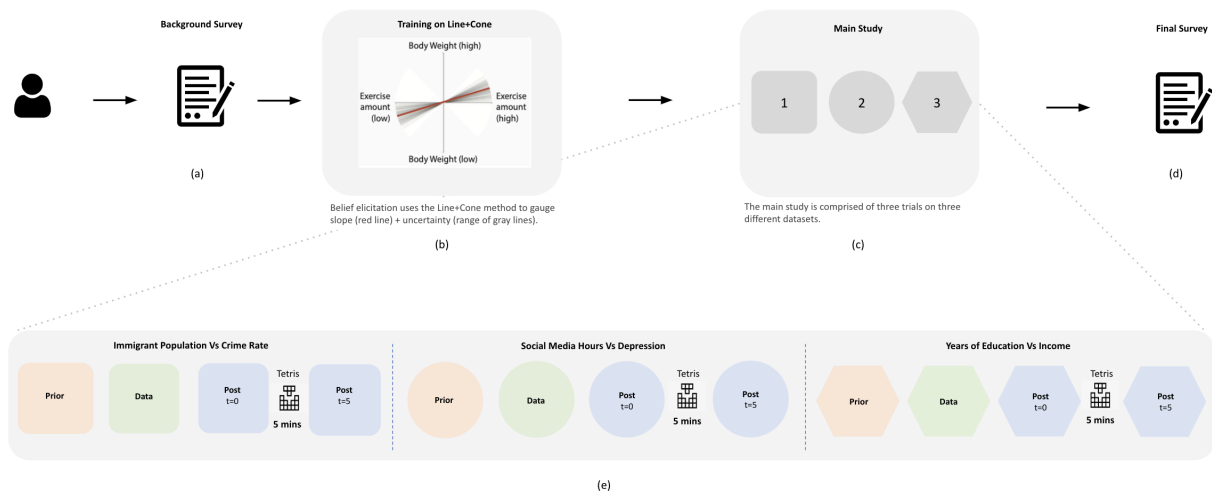 Background Survey
Training on Line+Cone
Main Study
Final Survey
Body Weight (high)
Exercise
amount
(low)
Exercise
amount
(high)
Body Weight (low)
1
2
3
(a)
(d)
Belief elicitation uses the Line+Cone method to gauge
slope (red line) + uncertainty (range of gray lines).
The main study is comprised of three trials on three
different datasets.
(b)
(c)
Immigrant Population Vs Crime Rate
Social Media Hours Vs Depression
Years of Education Vs Income
Prior
Data
Post
t=0
Tetris
5 mins
Post
t=5
Prior
Data
Post
t=0
Tetris
5 mins
Post
t=5
Prior
Data
Post
t=0
Tetris
5 mins
Post
t=5
(e)